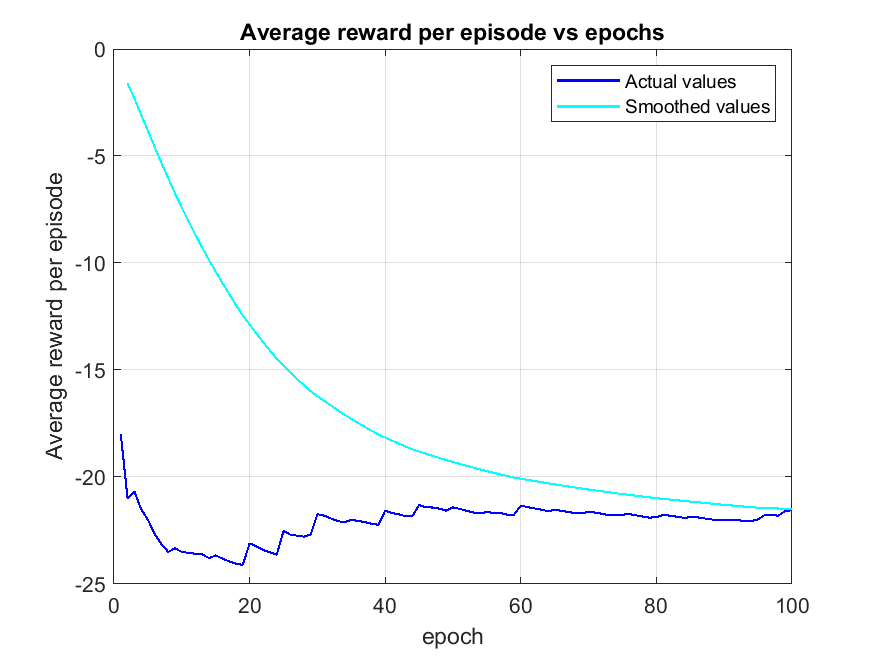 Average reward per episode vs epochs
Actual values
Smoothed values
Average reward per episode
0
-5
-10
-15
-20
-25
0 20 40 60 80 100
epoch